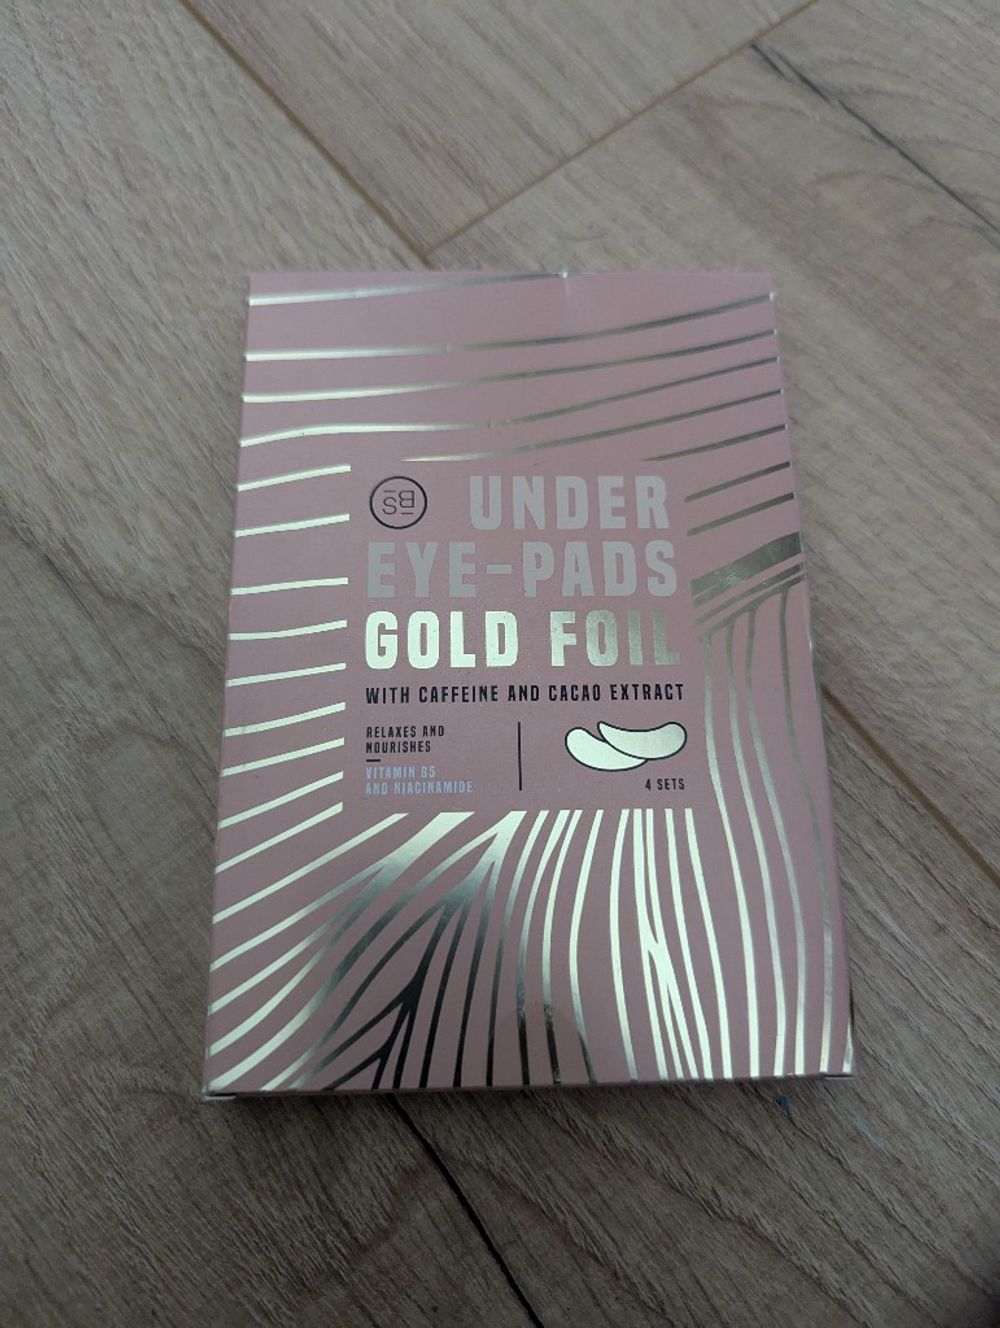 BS
UNDER
EYE-PADS
GOLD FOIL
WITH CAFFEINE AND CACAO EXTRACT
RELAXES AND
NOURISHES
VITAMIN B5
AND NIACINAMIDE
4 SETS